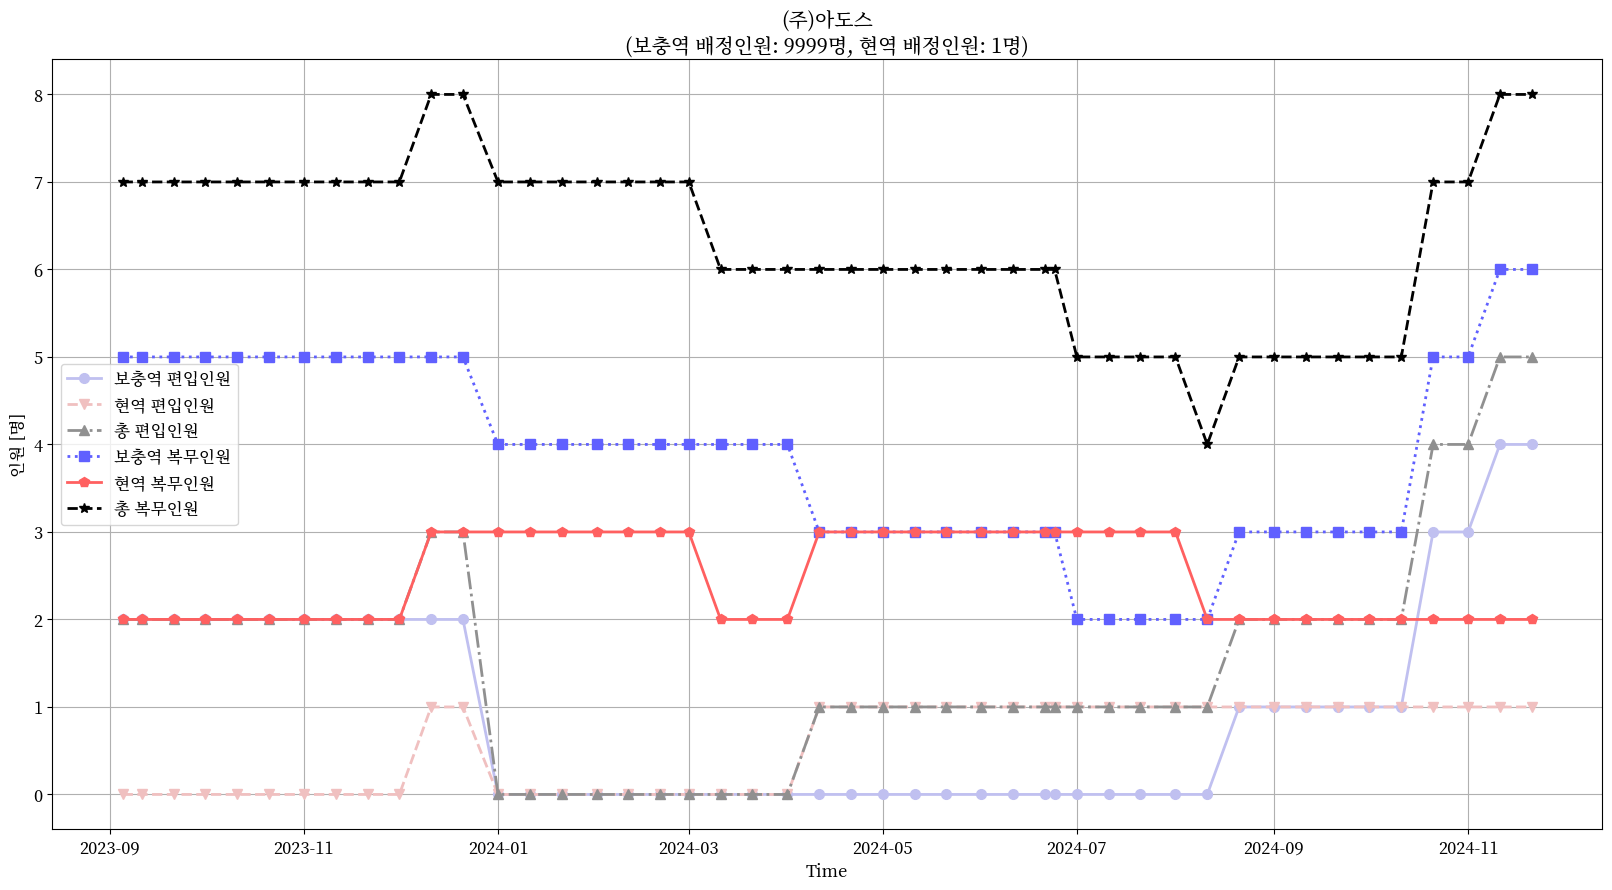 (주)아도스
(보충역 배정인원: 9999명, 현역 배정인원: 1명)
인원 [명]
8
7
6
5
4
3
2
1
0
보충역 편입인원
현역 편입인원
총 편입인원
보충역 복무인원
현역 복무인원
총 복무인원
2023-09
2023-11
2024-01
2024-03
2024-05
2024-07
2024-09
2024-11
Time